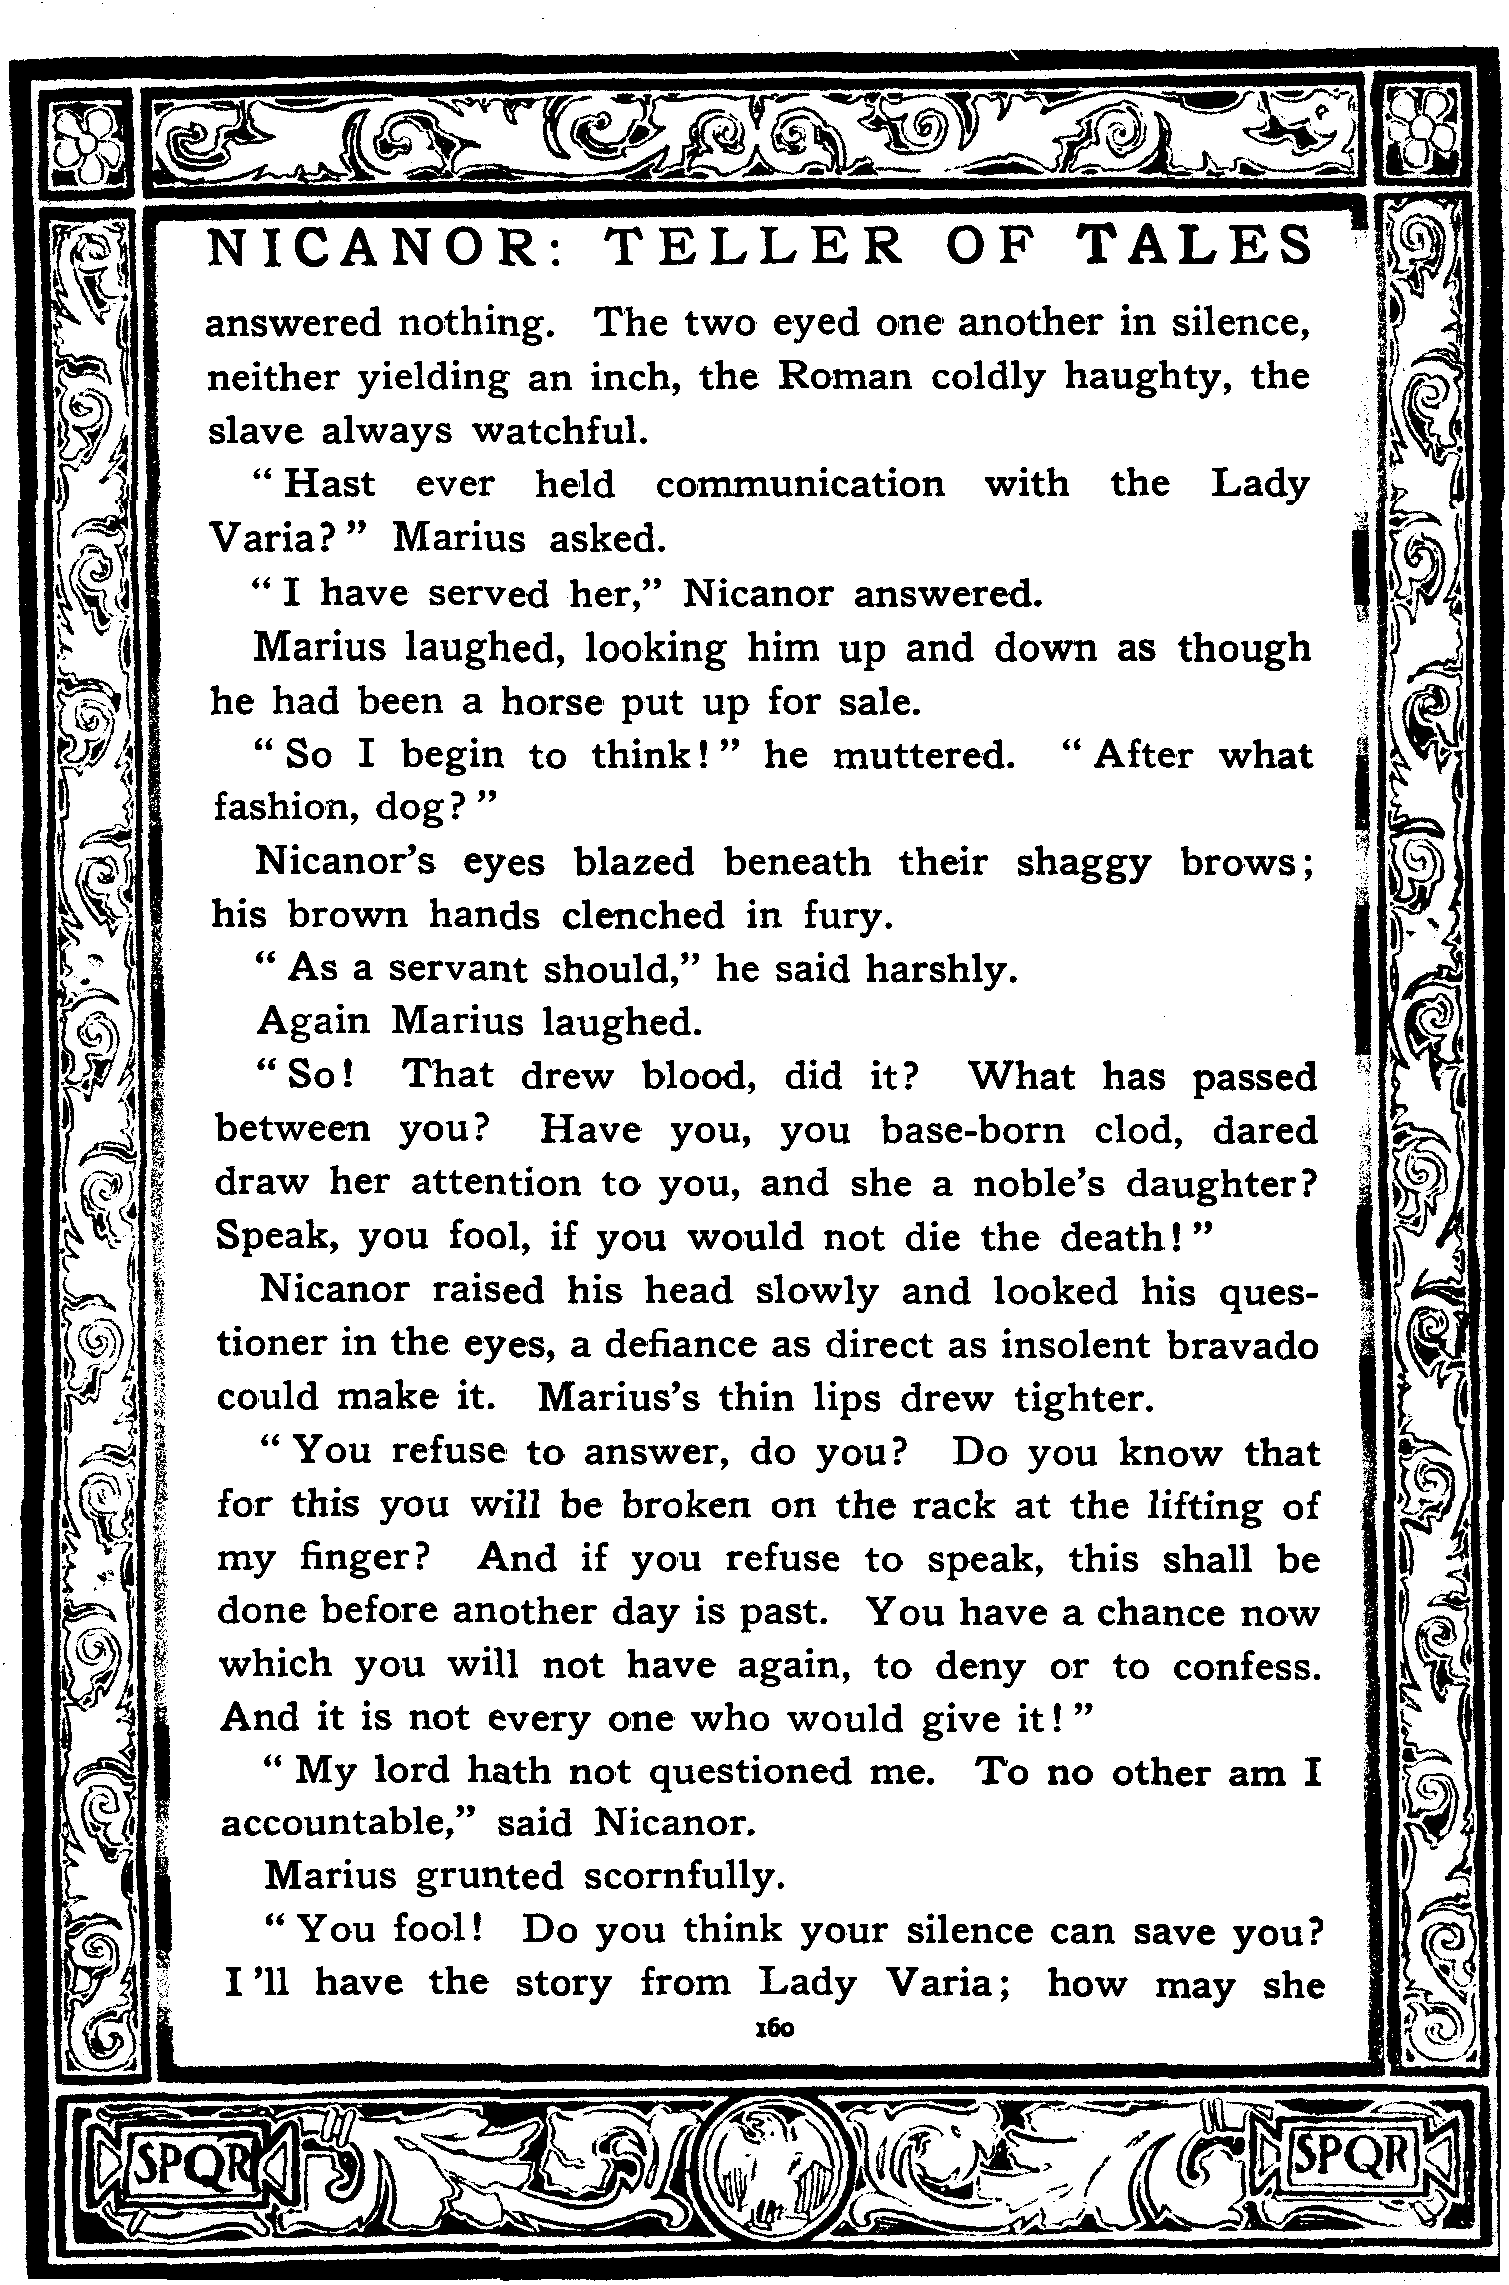 NICANOR: TELLER OF TALES
answered nothing. The two eyed one another in silence,
neither yielding an inch, the Roman coldly haughty, the
slave always watchful.
“Hast ever held communication with the Lady
Varia?” Marius asked.
“I have served her,” Nicanor answered.
Marius laughed, looking him up and down as though
he had been a horse put up for sale.
“So I begin to think!” he muttered. “After what
fashion, dog?”
Nicanor’s eyes blazed beneath their shaggy brows;
his brown hands clenched in fury.
“As a servant should,” he said harshly.
Again Marius laughed.
“So! That drew blood, did it? What has passed
between you? Have you, you base-born clod, dared
draw her attention to you, and she a noble’s daughter?
Speak, you fool, if you would not die the death!”
Nicanor raised his head slowly and looked his ques-
tioner in the eyes, a defiance as direct as insolent bravado
could make it. Marius’s thin lips drew tighter.
“You refuse to answer, do you? Do you know that
for this you will be broken on the rack at the lifting of
my finger? And if you refuse to speak, this shall be
done before another day is past. You have a chance now
which you will not have again, to deny or to confess.
And it is not every one who would give it!”
“My lord hath not questioned me. To no other am I
accountable,” said Nicanor.
Marius grunted scornfully.
“You fool! Do you think your silence can save you?
I’ll have the story from Lady Varia; how may she
160
SPQR SPQR